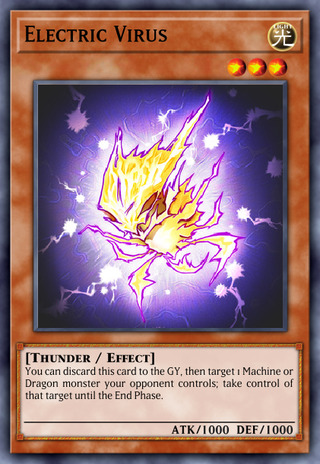 Electric Virus
LIGHT
光
[Thunder / Effect]
You can discard this card to the GY, then target 1 Machine or
Dragon monster your opponent controls; take control of
that target until the End Phase.
ATK/1000 DEF/1000